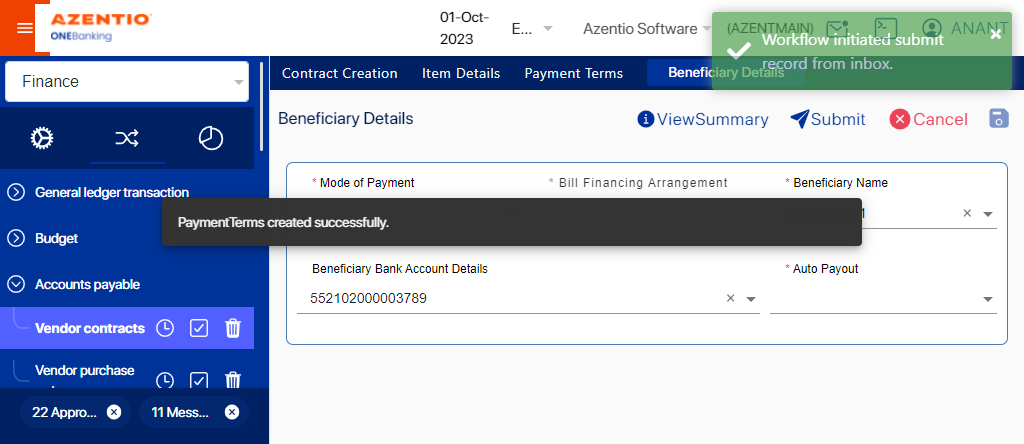 AZENTIO
ONEBanking
01-Oct-
2023
E...
Azentio Software
(AZENTMAIN)
ANANT
Workflow initiated submit
record from inbox.
Finance
Contract Creation
Item Details
Payment Terms
Beneficiary Details
Beneficiary Details
ViewSummary
Submit
Cancel
General ledger transaction
Budget
Accounts payable
Vendor contracts
Vendor purchase
22 Appro...
11 Mess...
* Mode of Payment
* Bill Financing Arrangement
* Beneficiary Name
PaymentTerms created successfully.
1
Beneficiary Bank Account Details
* Auto Payout
552102000003789